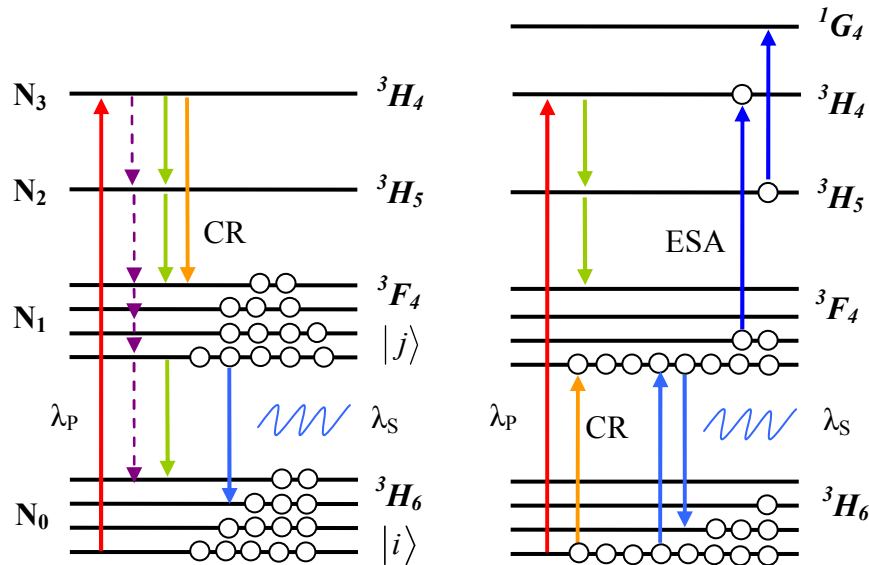 ¹G₄
N₃ ³H₄ ³H₄
N₂ ³H₅ ³H₅
CR ESA
³F₄ ³F₄
N₁ |j⟩
λP λS λP CR λS
³H₆ ³H₆
N₀ |i⟩